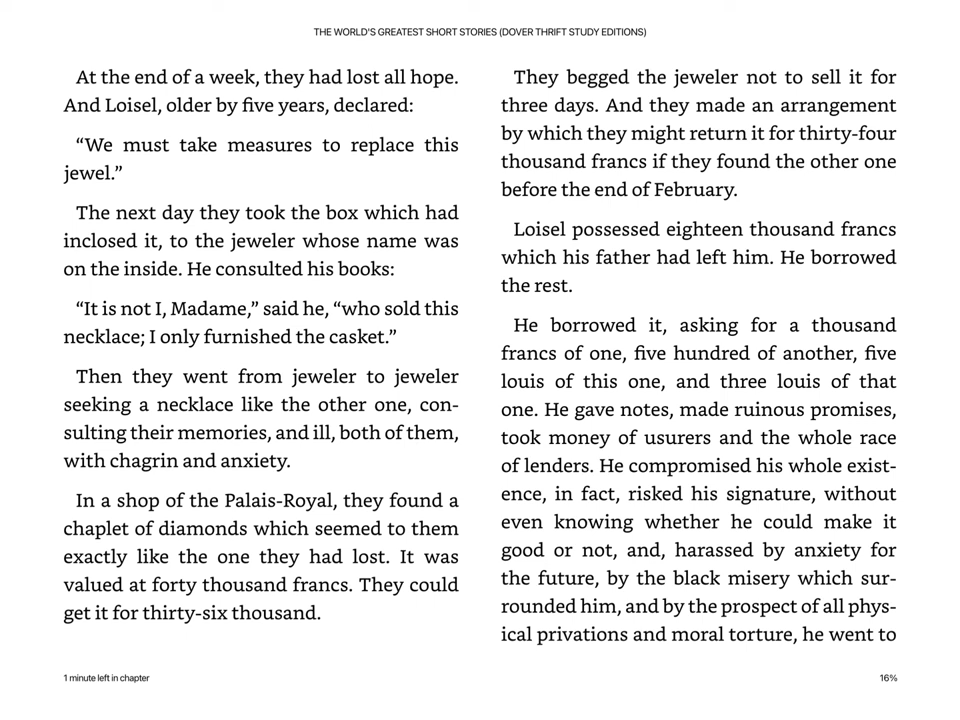 THE WORLD'S GREATEST SHORT STORIES (DOVER THRIFT STUDY EDITIONS)
At the end of a week, they had lost all hope.
And Loisel, older by five years, declared:
“We must take measures to replace this
jewel.”
The next day they took the box which had
inclosed it, to the jeweler whose name was
on the inside. He consulted his books:
“It is not I, Madame,” said he, “who sold this
necklace; I only furnished the casket.”
Then they went from jeweler to jeweler
seeking a necklace like the other one, con-
sulting their memories, and ill, both of them,
with chagrin and anxiety.
In a shop of the Palais-Royal, they found a
chaplet of diamonds which seemed to them
exactly like the one they had lost. It was
valued at forty thousand francs. They could
get it for thirty-six thousand.
They begged the jeweler not to sell it for
three days. And they made an arrangement
by which they might return it for thirty-four
thousand francs if they found the other one
before the end of February.
Loisel possessed eighteen thousand francs
which his father had left him. He borrowed
the rest.
He borrowed it, asking for a thousand
francs of one, five hundred of another, five
louis of this one, and three louis of that
one. He gave notes, made ruinous promises,
took money of usurers and the whole race
of lenders. He compromised his whole exist-
ence, in fact, risked his signature, without
even knowing whether he could make it
good or not, and, harassed by anxiety for
the future, by the black misery which sur-
rounded him, and by the prospect of all phys-
ical privations and moral torture, he went to
1 minute left in chapter
16%